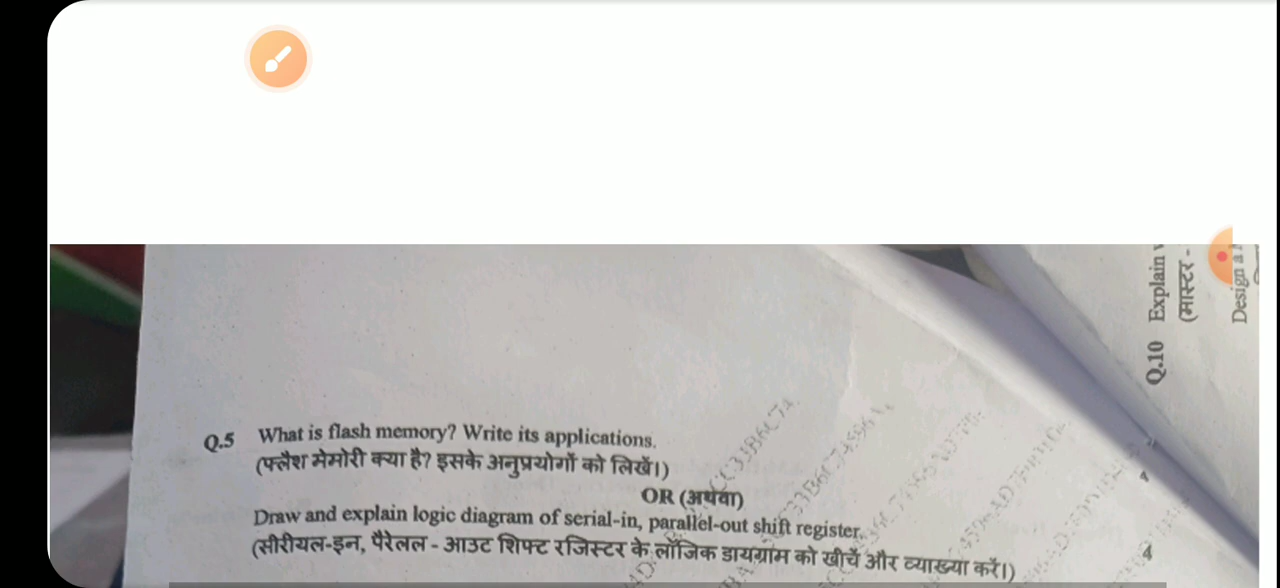 Q.5 What is flash memory? Write its applications.
(फ्लैश मेमोरी क्या है? इसके अनुप्रयोगों को लिखें।)
OR (अथवा)
Draw and explain logic diagram of serial-in, parallel-out shift register.
(सीरीयल-इन, पैरेलल - आउट शिफ्ट रजिस्टर के लॉजिक डायग्राम को खीचें और व्याख्या करें।)
4
Q.10 Explain
(मास्टर -
Design a